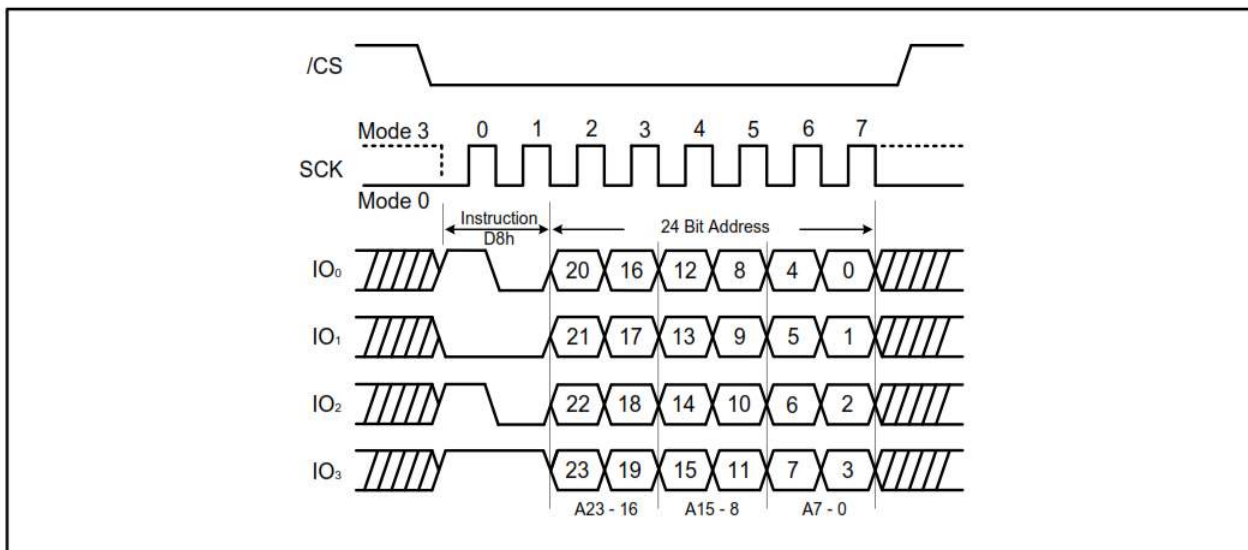 /CS
Mode 3 0 1 2 3 4 5 6 7
SCK
Mode 0
Instruction
D8h
24 Bit Address
IO₀ 20 16 12 8 4 0
IO₁ 21 17 13 9 5 1
IO₂ 22 18 14 10 6 2
IO₃ 23 19 15 11 7 3
A23 - 16 A15 - 8 A7 - 0